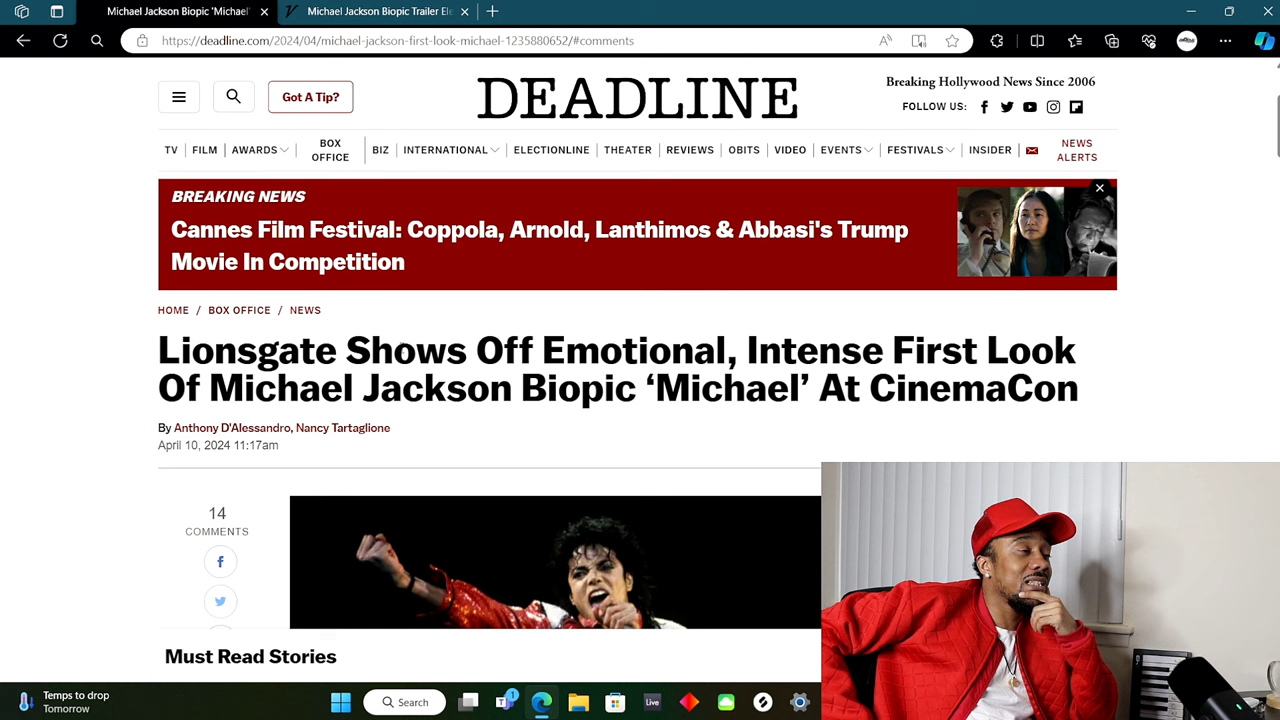 Michael Jackson Biopic 'Michael'
Michael Jackson Biopic Trailer Ele
https://deadline.com/2024/04/michael-jackson-first-look-michael-1235880652/#comments
Got A Tip?
DEADLINE
Breaking Hollywood News Since 2006
FOLLOW US:
TV
FILM
AWARDS
BOX
OFFICE
BIZ
INTERNATIONAL
ELECTIONLINE
THEATER
REVIEWS
OBITS
VIDEO
EVENTS
FESTIVALS
INSIDER
NEWS
ALERTS
BREAKING NEWS
Cannes Film Festival: Coppola, Arnold, Lanthimos & Abbasi's Trump
Movie In Competition
HOME / BOX OFFICE / NEWS
Lionsgate Shows Off Emotional, Intense First Look
Of Michael Jackson Biopic ‘Michael’ At CinemaCon
By Anthony D'Alessandro, Nancy Tartaglione
April 10, 2024 11:17am
14
COMMENTS
Must Read Stories
Temps to drop
Tomorrow
Search
1
Live